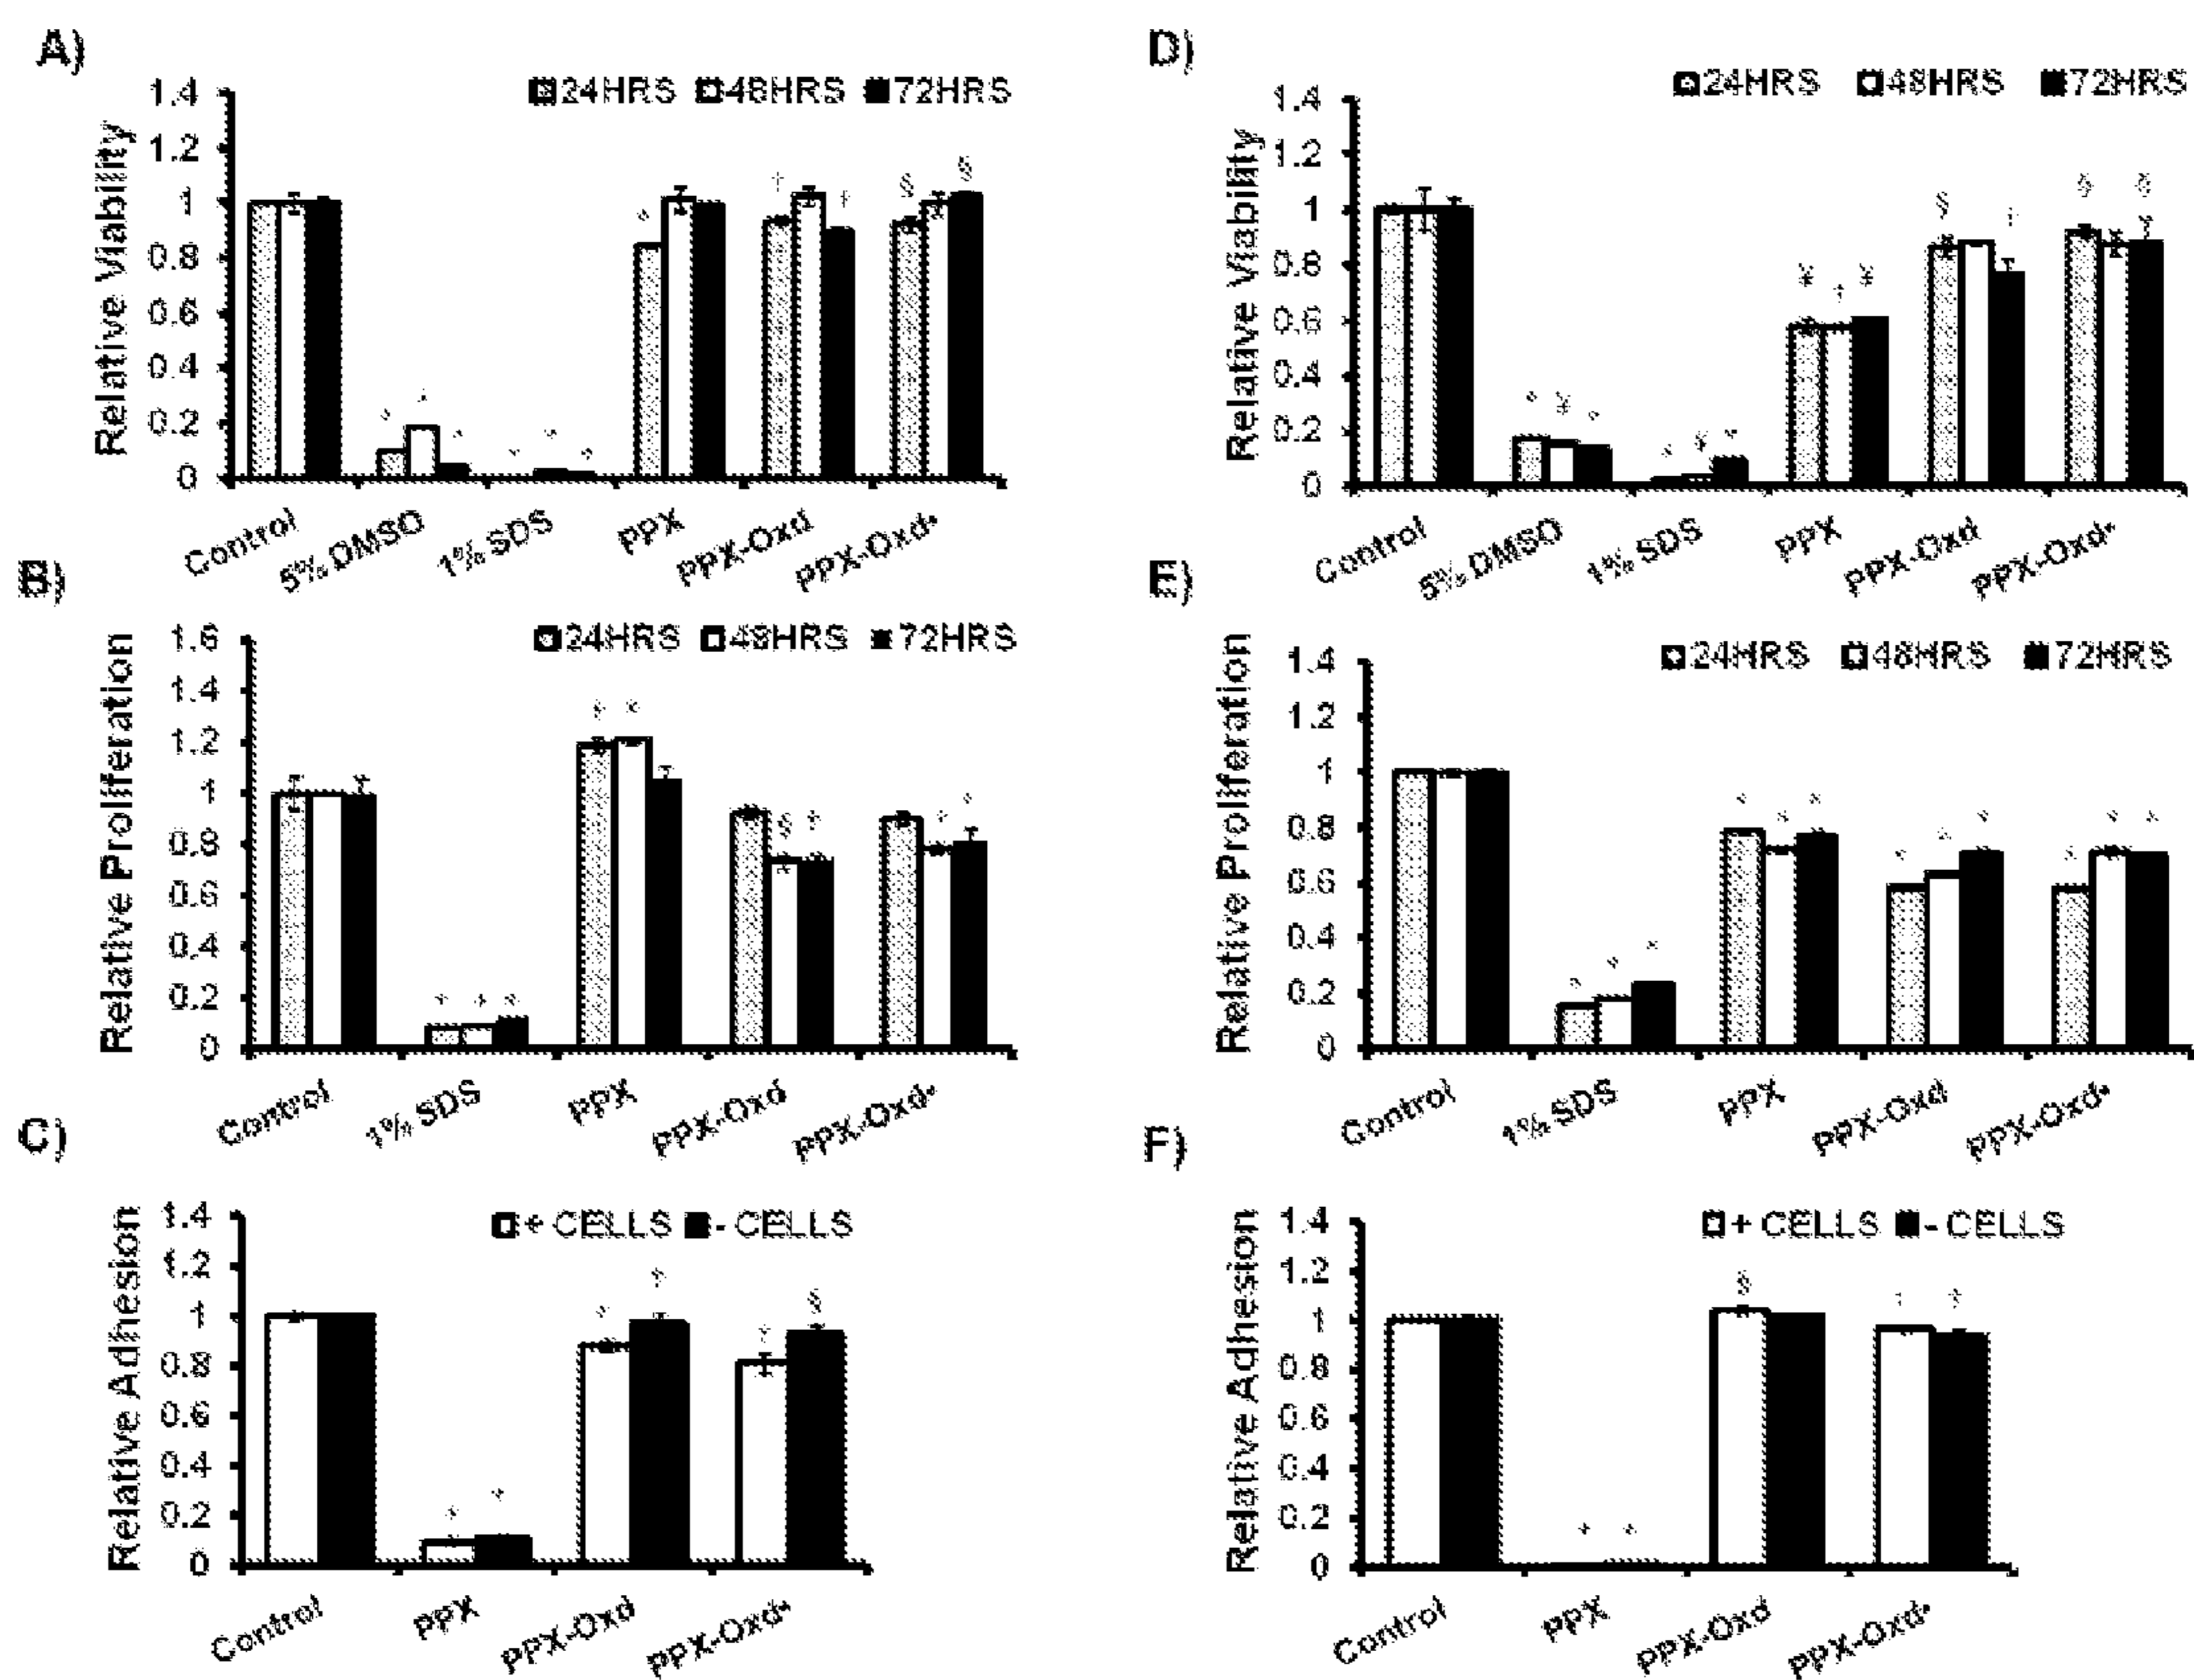 A)
24HRS 48HRS 72HRS
Relative Viability
1.4
1.2
1
0.8
0.6
0.4
0.2
0
Control
5% DMSO
1% SDS
PPX
PPX-Oxd
PPX-Oxd*
D)
24HRS 48HRS 72HRS
Relative Viability
1.4
1.2
1
0.8
0.6
0.4
0.2
0
Control
5% DMSO
1% SDS
PPX
PPX-Oxd
PPX-Oxd*
B)
24HRS 48HRS 72HRS
Relative Proliferation
1.6
1.4
1.2
1
0.8
0.6
0.4
0.2
0
Control
1% SDS
PPX
PPX-Oxd
PPX-Oxd*
E)
24HRS 48HRS 72HRS
Relative Proliferation
1.4
1.2
1
0.8
0.6
0.4
0.2
0
Control
1% SDS
PPX
PPX-Oxd
PPX-Oxd*
C)
+ CELLS - CELLS
Relative Adhesion
1.4
1.2
1
0.8
0.6
0.4
0.2
0
Control
PPX
PPX-Oxd
PPX-Oxd*
F)
+ CELLS - CELLS
Relative Adhesion
1.4
1.2
1
0.8
0.6
0.4
0.2
0
Control
PPX
PPX-Oxd
PPX-Oxd*